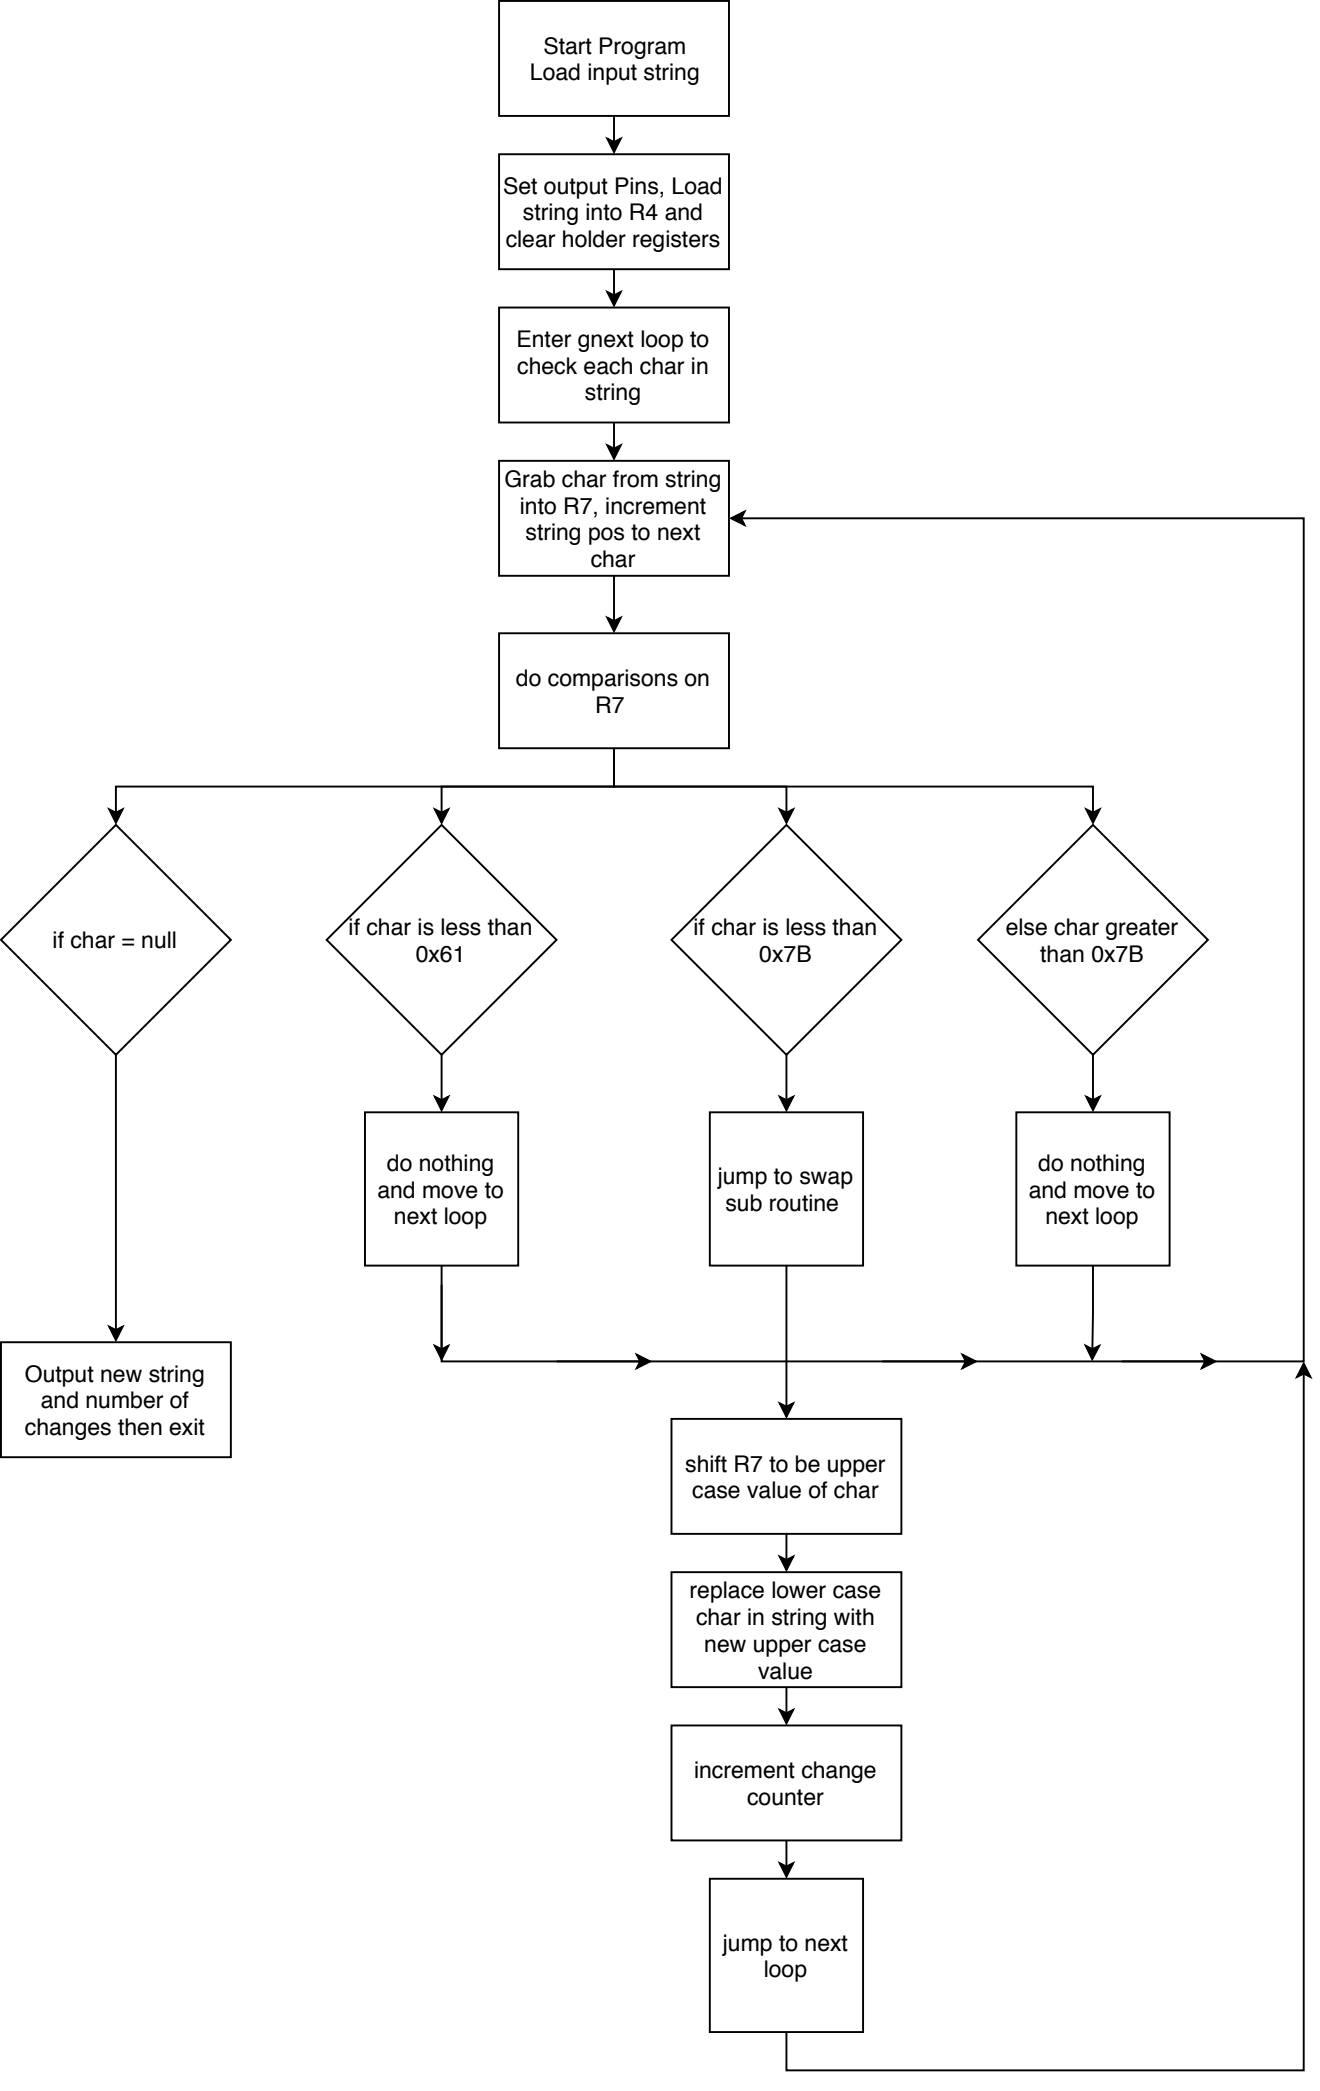 Start Program
Load input string
Set output Pins, Load
string into R4 and
clear holder registers
Enter gnext loop to
check each char in
string
Grab char from string
into R7, increment
string pos to next
char
do comparisons on
R7
if char = null
if char is less than
0x61
if char is less than
0x7B
else char greater
than 0x7B
do nothing
and move to
next loop
jump to swap
sub routine
do nothing
and move to
next loop
Output new string
and number of
changes then exit
shift R7 to be upper
case value of char
replace lower case
char in string with
new upper case
value
increment change
counter
jump to next
loop